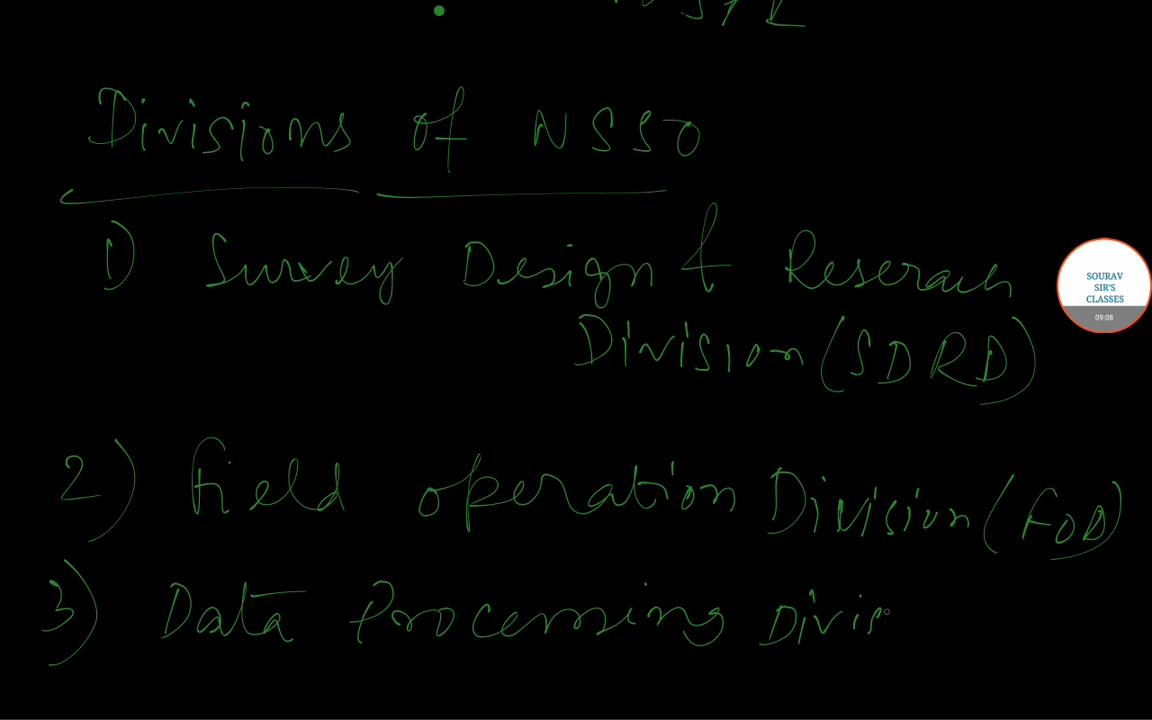 Divisions of NSSO
1) Survey Design & Reserach
Division (SDRD)
2) Field operation Division (FOD)
3) Data Processing Divis
SOURAV
SIR'S
CLASSES
09:08